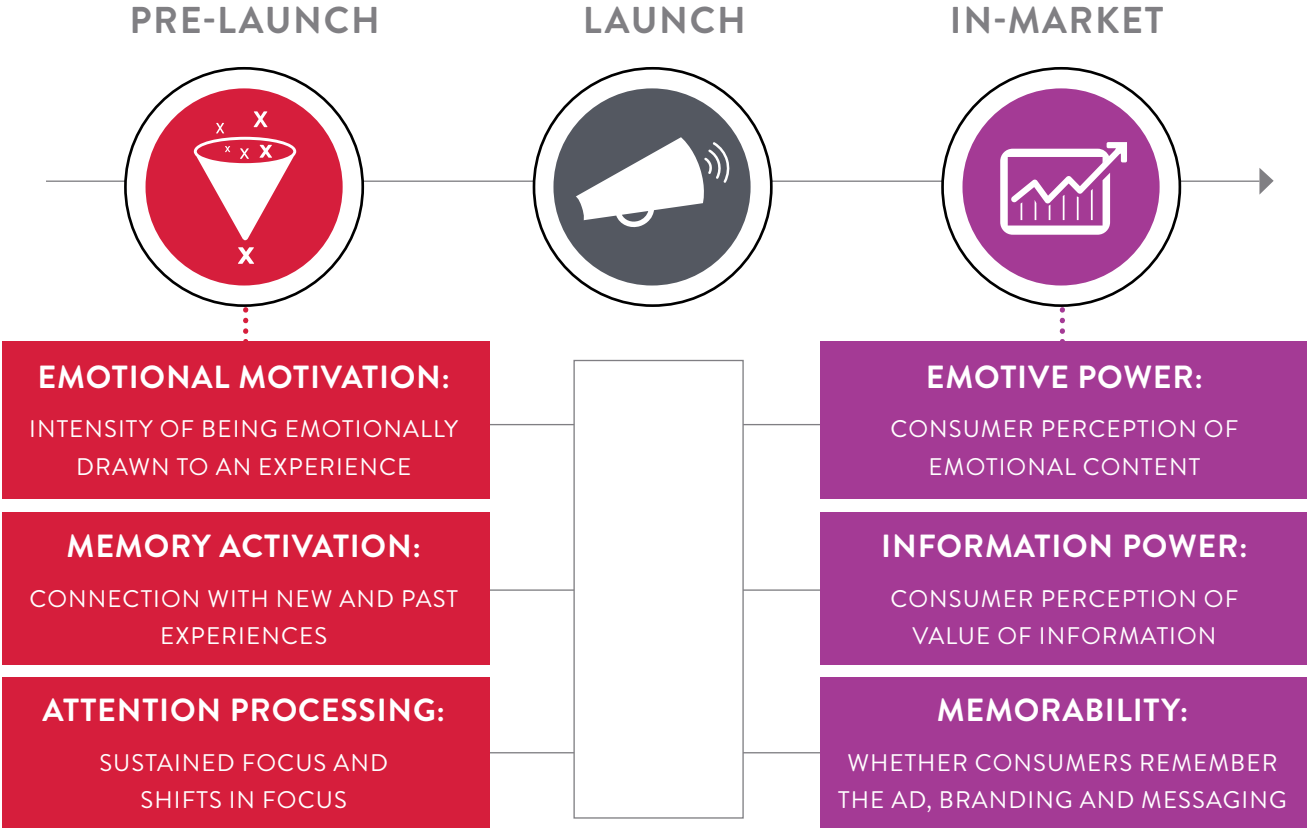 PRE-LAUNCH
LAUNCH
IN-MARKET
X
X
X
X
X
X
EMOTIONAL MOTIVATION:
INTENSITY OF BEING EMOTIONALLY
DRAWN TO AN EXPERIENCE
MEMORY ACTIVATION:
CONNECTION WITH NEW AND PAST
EXPERIENCES
ATTENTION PROCESSING:
SUSTAINED FOCUS AND
SHIFTS IN FOCUS
EMOTIVE POWER:
CONSUMER PERCEPTION OF
EMOTIONAL CONTENT
INFORMATION POWER:
CONSUMER PERCEPTION OF
VALUE OF INFORMATION
MEMORABILITY:
WHETHER CONSUMERS REMEMBER
THE AD, BRANDING AND MESSAGING